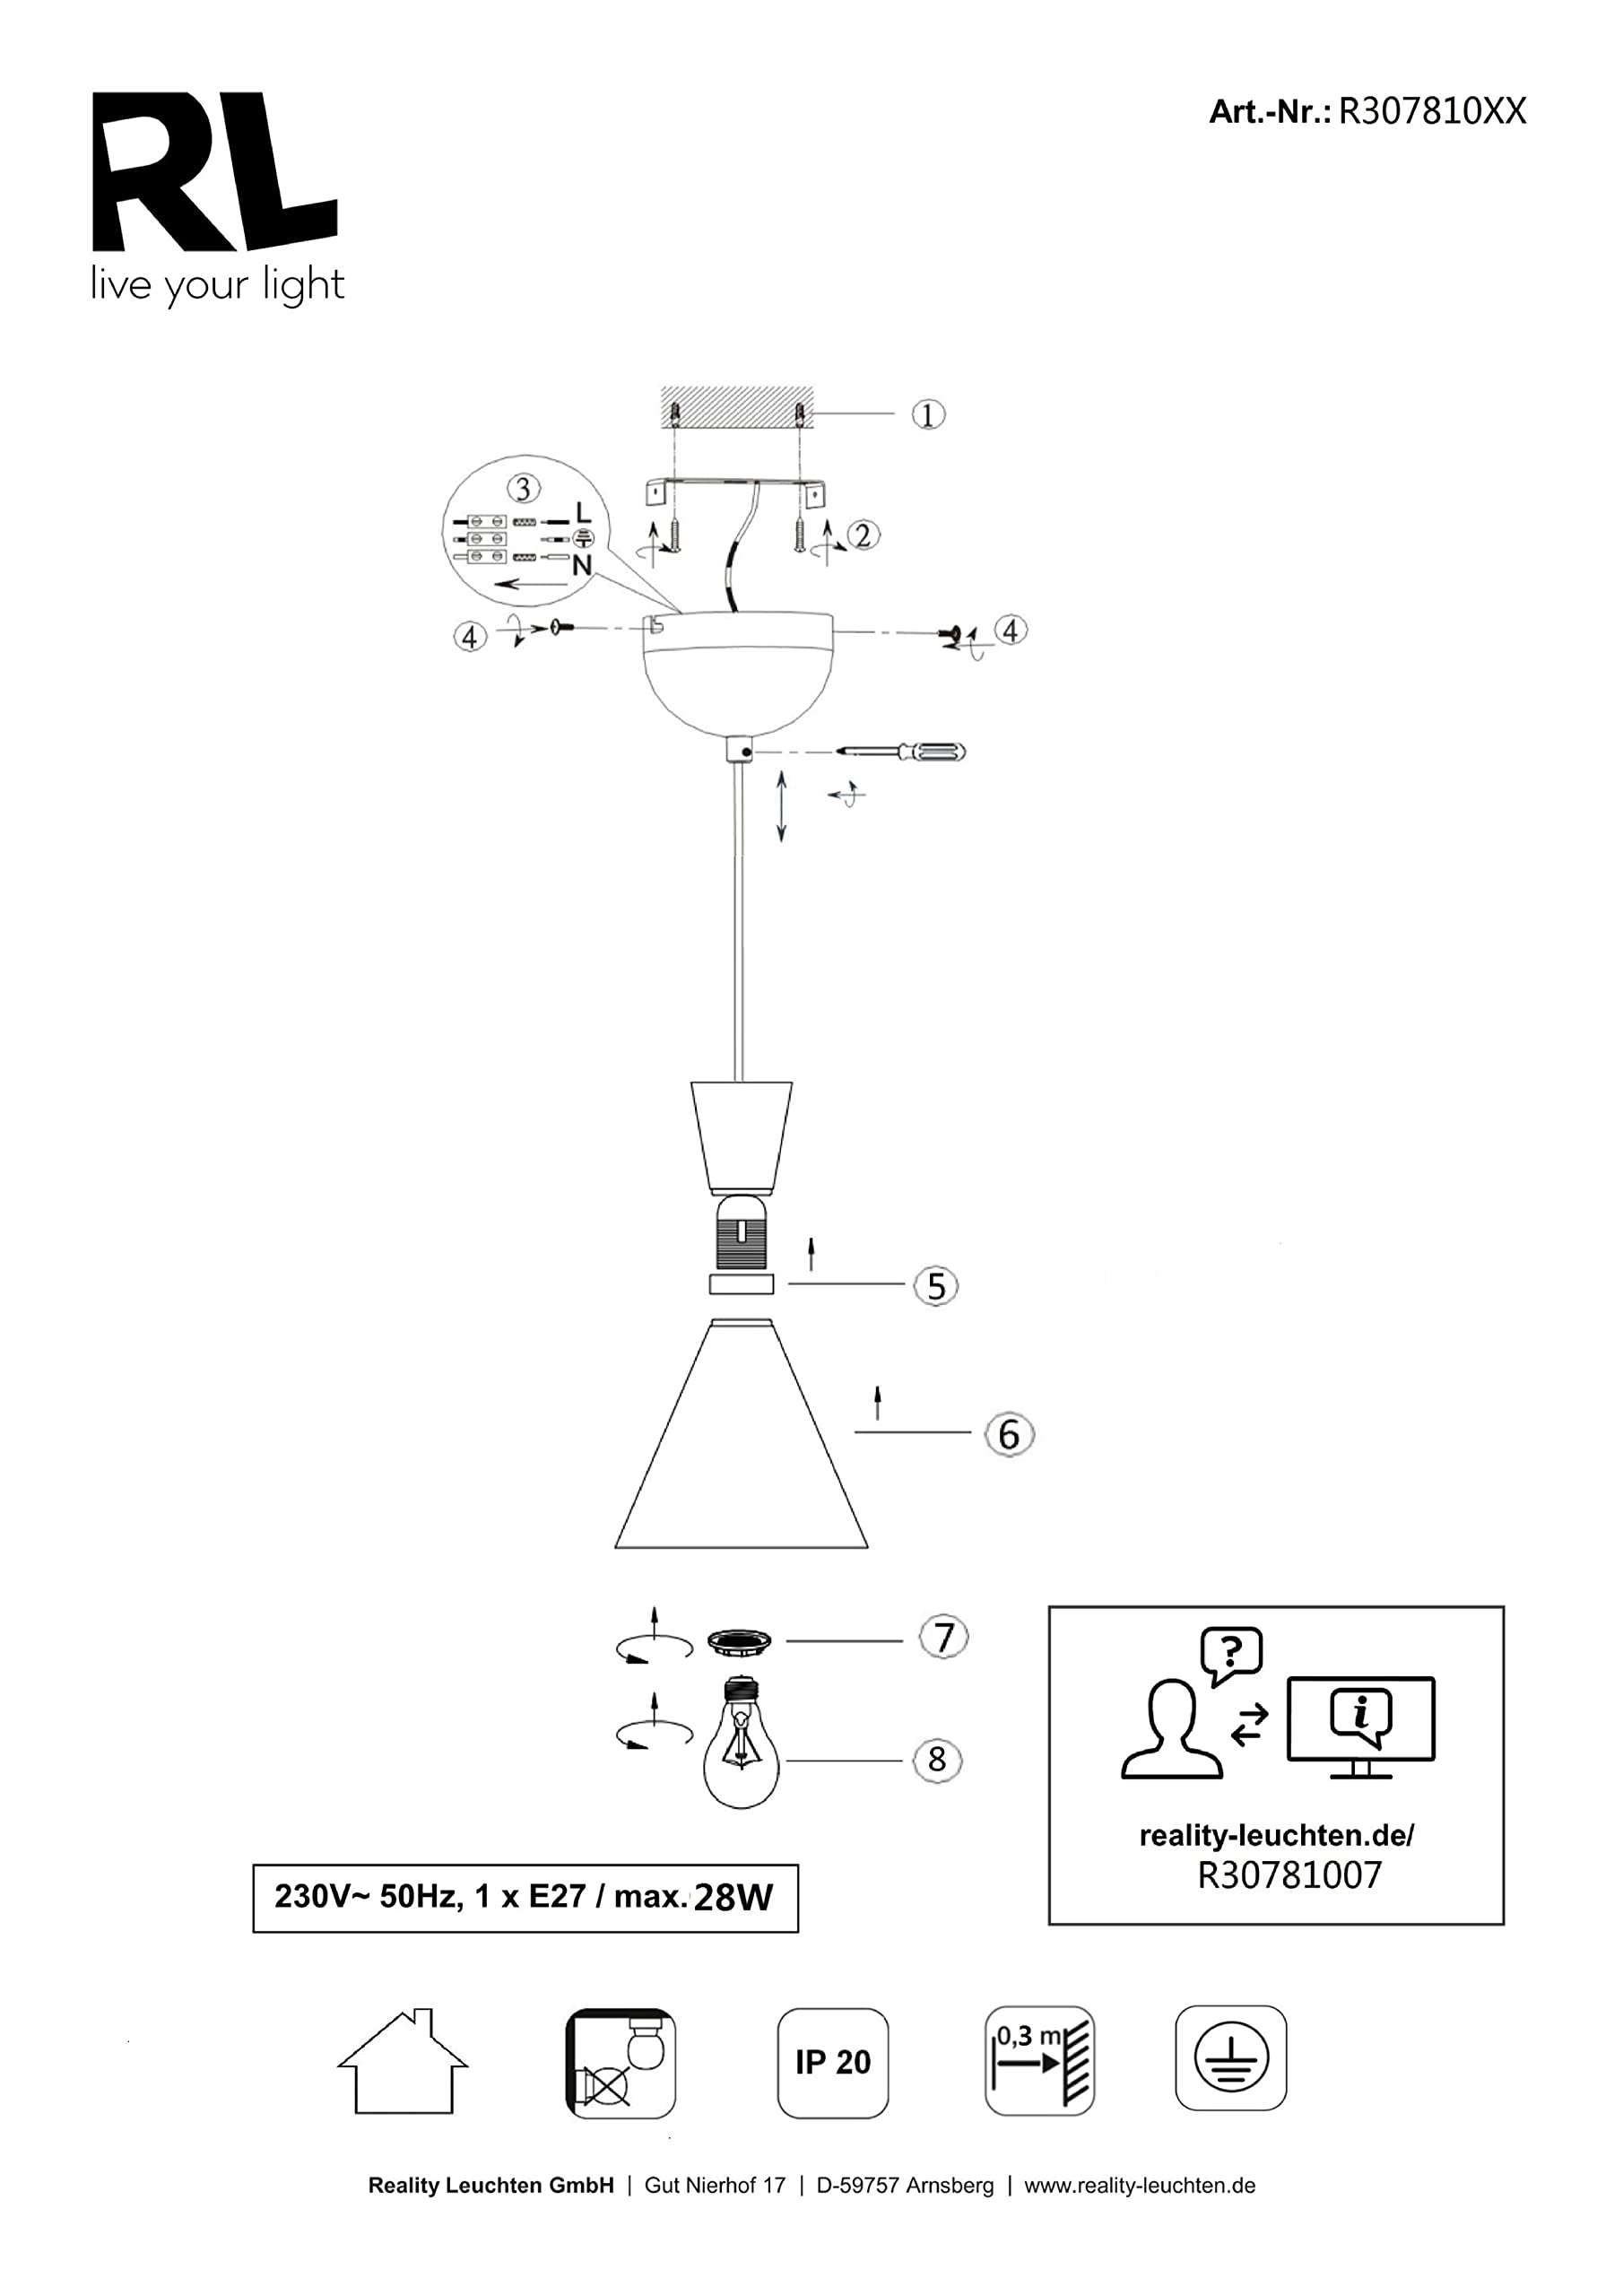 RL
live your light
Art.-Nr.: R307810XX
1
3
L
N
2
4
4
5
6
7
8
?
i
reality-leuchten.de/
R30781007
230V~ 50Hz, 1 x E27 / max. 28W
IP 20
0,3 m
Reality Leuchten GmbH | Gut Nierhof 17 | D-59757 Arnsberg | www.reality-leuchten.de